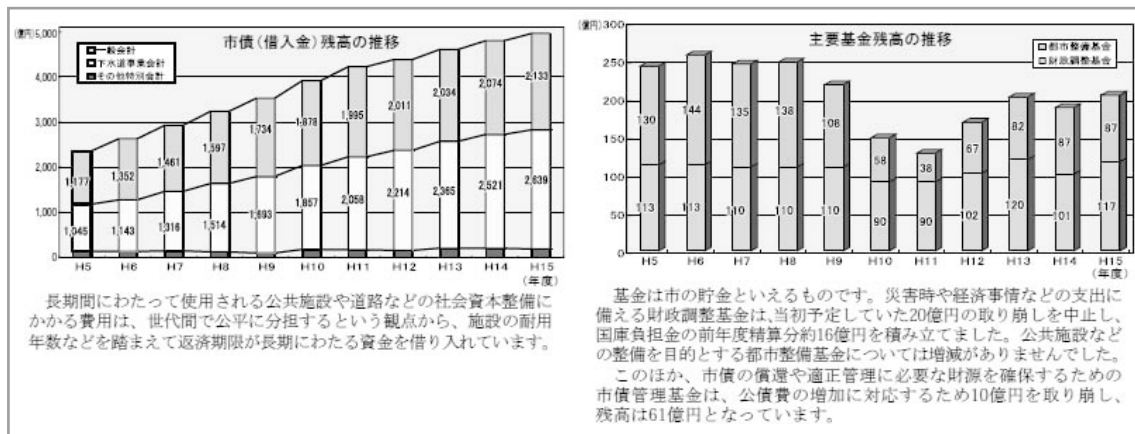 市債（借入金）残高の推移
(億円)5,000
一般会計
下水道事業会計
その他特別会計
4,000
3,000
2,000
1,000
0
1,177 1,352 1,461 1,597 1,734 1,878 1,995 2,011 2,034 2,074 2,133
1,045 1,143 1,316 1,514 1,693 1,857 2,058 2,214 2,365 2,521 2,639
H5 H6 H7 H8 H9 H10 H11 H12 H13 H14 H15
(年度)
長期間にわたって使用される公共施設や道路などの社会資本整備に
かかる費用は、世代間で公平に分担するという観点から、施設の耐用
年数などを踏まえて返済期限が長期にわたる資金を借り入れています。
主要基金残高の推移
(億円)300
都市整備基金
財政調整基金
250
200
150
100
50
0
130 144 135 138 108 58 38 67 82 87 87
113 113 110 110 110 90 90 102 120 101 117
H5 H6 H7 H8 H9 H10 H11 H12 H13 H14 H15
(年度)
基金は市の貯金といえるものです。災害時や経済事情などの支出に
備える財政調整基金は、当初予定していた20億円の取り崩しを中止し、
国庫負担金の前年度精算分約16億円を積み立てました。公共施設など
の整備を目的とする都市整備基金については増減がありませんでした。
このほか、市債の償還や適正管理に必要な財源を確保するための
市債管理基金は、公債費の増加に対応するため10億円を取り崩し、
残高は61億円となっています。